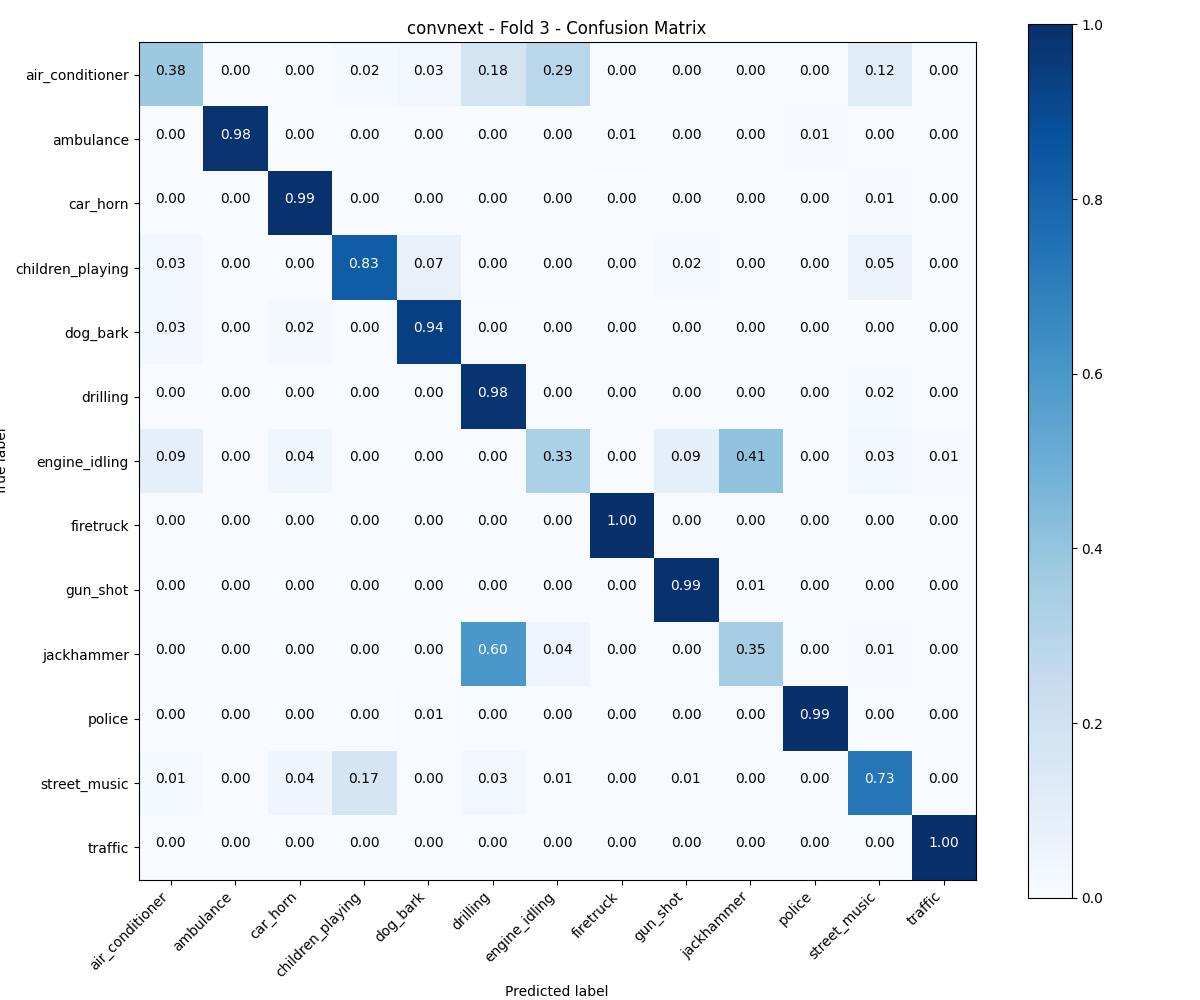 convnext - Fold 3 - Confusion Matrix
air_conditioner 0.38 0.00 0.00 0.02 0.03 0.18 0.29 0.00 0.00 0.00 0.00 0.12 0.00
ambulance 0.00 0.98 0.00 0.00 0.00 0.00 0.00 0.01 0.00 0.00 0.01 0.00 0.00
car_horn 0.00 0.00 0.99 0.00 0.00 0.00 0.00 0.00 0.00 0.00 0.00 0.01 0.00
children_playing 0.03 0.00 0.00 0.83 0.07 0.00 0.00 0.00 0.02 0.00 0.00 0.05 0.00
dog_bark 0.03 0.00 0.02 0.00 0.94 0.00 0.00 0.00 0.00 0.00 0.00 0.00 0.00
drilling 0.00 0.00 0.00 0.00 0.00 0.98 0.00 0.00 0.00 0.00 0.00 0.02 0.00
engine_idling 0.09 0.00 0.04 0.00 0.00 0.00 0.33 0.00 0.09 0.41 0.00 0.03 0.01
firetruck 0.00 0.00 0.00 0.00 0.00 0.00 0.00 1.00 0.00 0.00 0.00 0.00 0.00
gun_shot 0.00 0.00 0.00 0.00 0.00 0.00 0.00 0.00 0.99 0.01 0.00 0.00 0.00
jackhammer 0.00 0.00 0.00 0.00 0.00 0.60 0.04 0.00 0.00 0.35 0.00 0.01 0.00
police 0.00 0.00 0.00 0.00 0.01 0.00 0.00 0.00 0.00 0.00 0.99 0.00 0.00
street_music 0.01 0.00 0.04 0.17 0.00 0.03 0.01 0.00 0.01 0.00 0.00 0.73 0.00
traffic 0.00 0.00 0.00 0.00 0.00 0.00 0.00 0.00 0.00 0.00 0.00 0.00 1.00
air_conditioner
ambulance
car_horn
children_playing
dog_bark
drilling
engine_idling
firetruck
gun_shot
jackhammer
police
street_music
traffic
Predicted label
1.0
0.8
0.6
0.4
0.2
0.0